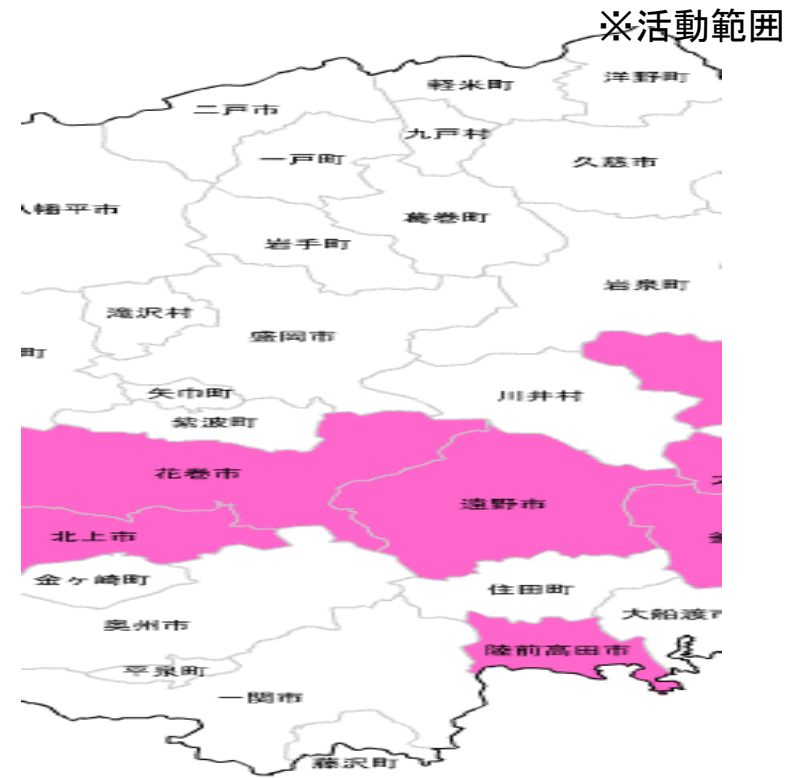 ※活動範囲
洋野町
軽米町
二戸市
九戸村
一戸町
久慈市
幡平市
葛巻町
岩手町
岩泉町
滝沢村
盛岡市
町
矢巾町
川井村
紫波町
花巻市
遠野市
北上市
金ヶ崎町
住田町
大船渡市
奥州市
陸前高田市
平泉町
一関市
藤沢町